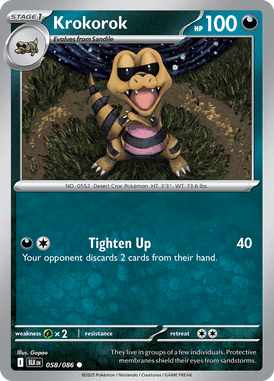 STAGE 1
Krokorok
HP 100
Evolves from Sandile
NO. 0552 Desert Croc Pokémon HT: 3'3" WT: 73.6 lbs.
Tighten Up 40
Your opponent discards 2 cards from their hand.
weakness ×2 resistance retreat
Illus. Gapao
I BLK EN 058/086
They live in groups of a few individuals. Protective
membranes shield their eyes from sandstorms.
©2025 Pokémon / Nintendo / Creatures / GAME FREAK